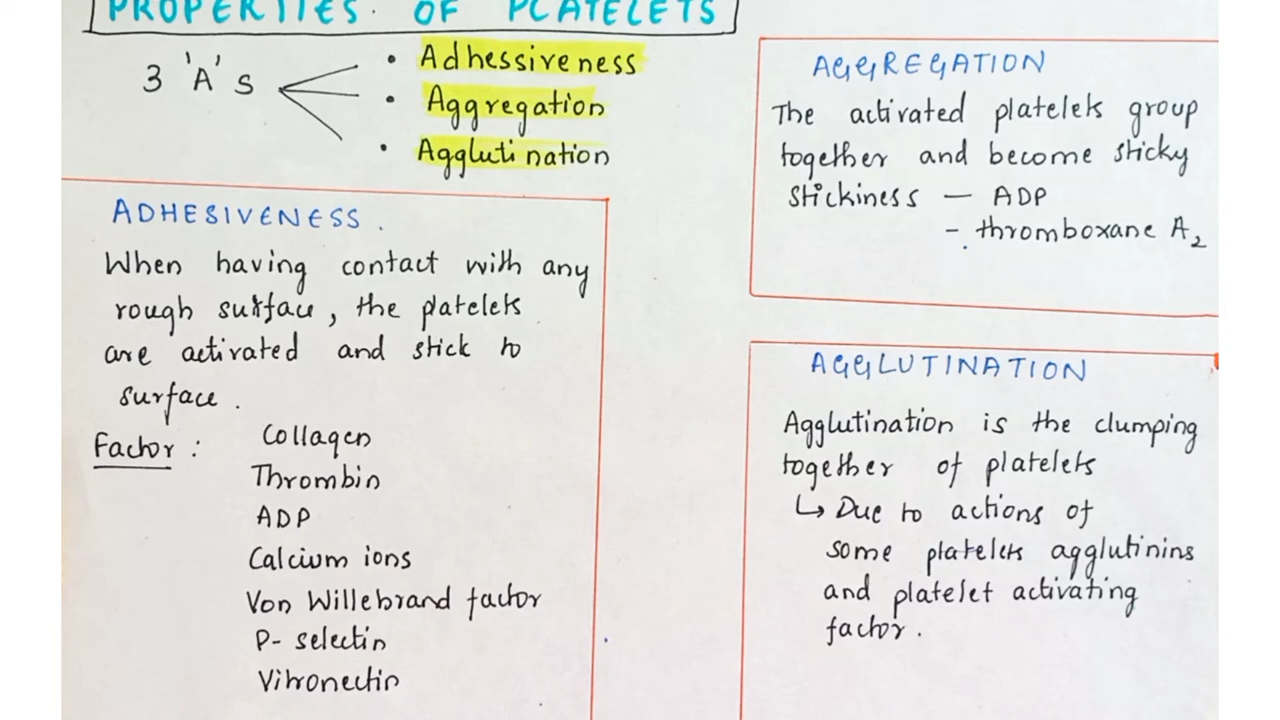 PROPERTIES OF PLATELETS
3 'A' s
• Adhessiveness
• Aggregation
• Agglutination
ADHESIVENESS.
When having contact with any
rough surface, the platelets
are activated and stick to
surface.
Factor: Collagen
Thrombin
ADP
Calcium ions
Von Willebrand factor
P- selectin
Vitronectin
AGGREGATION
The activated platelets group
together and become sticky
stickiness — ADP
- thromboxane A₂
AGGLUTINATION
Agglutination is the clumping
together of platelets
↳ Due to actions of
some platelets agglutinins
and platelet activating
factor.